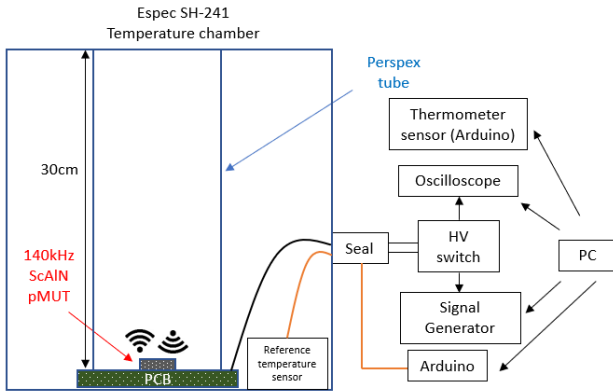 Espec SH-241
Temperature chamber
Perspex
tube
Thermometer
sensor (Arduino)
30cm
Oscilloscope
140kHz
ScAlN
pMUT
Seal
HV
switch
PC
Signal
Generator
Reference
temperature
sensor
Arduino
PCB